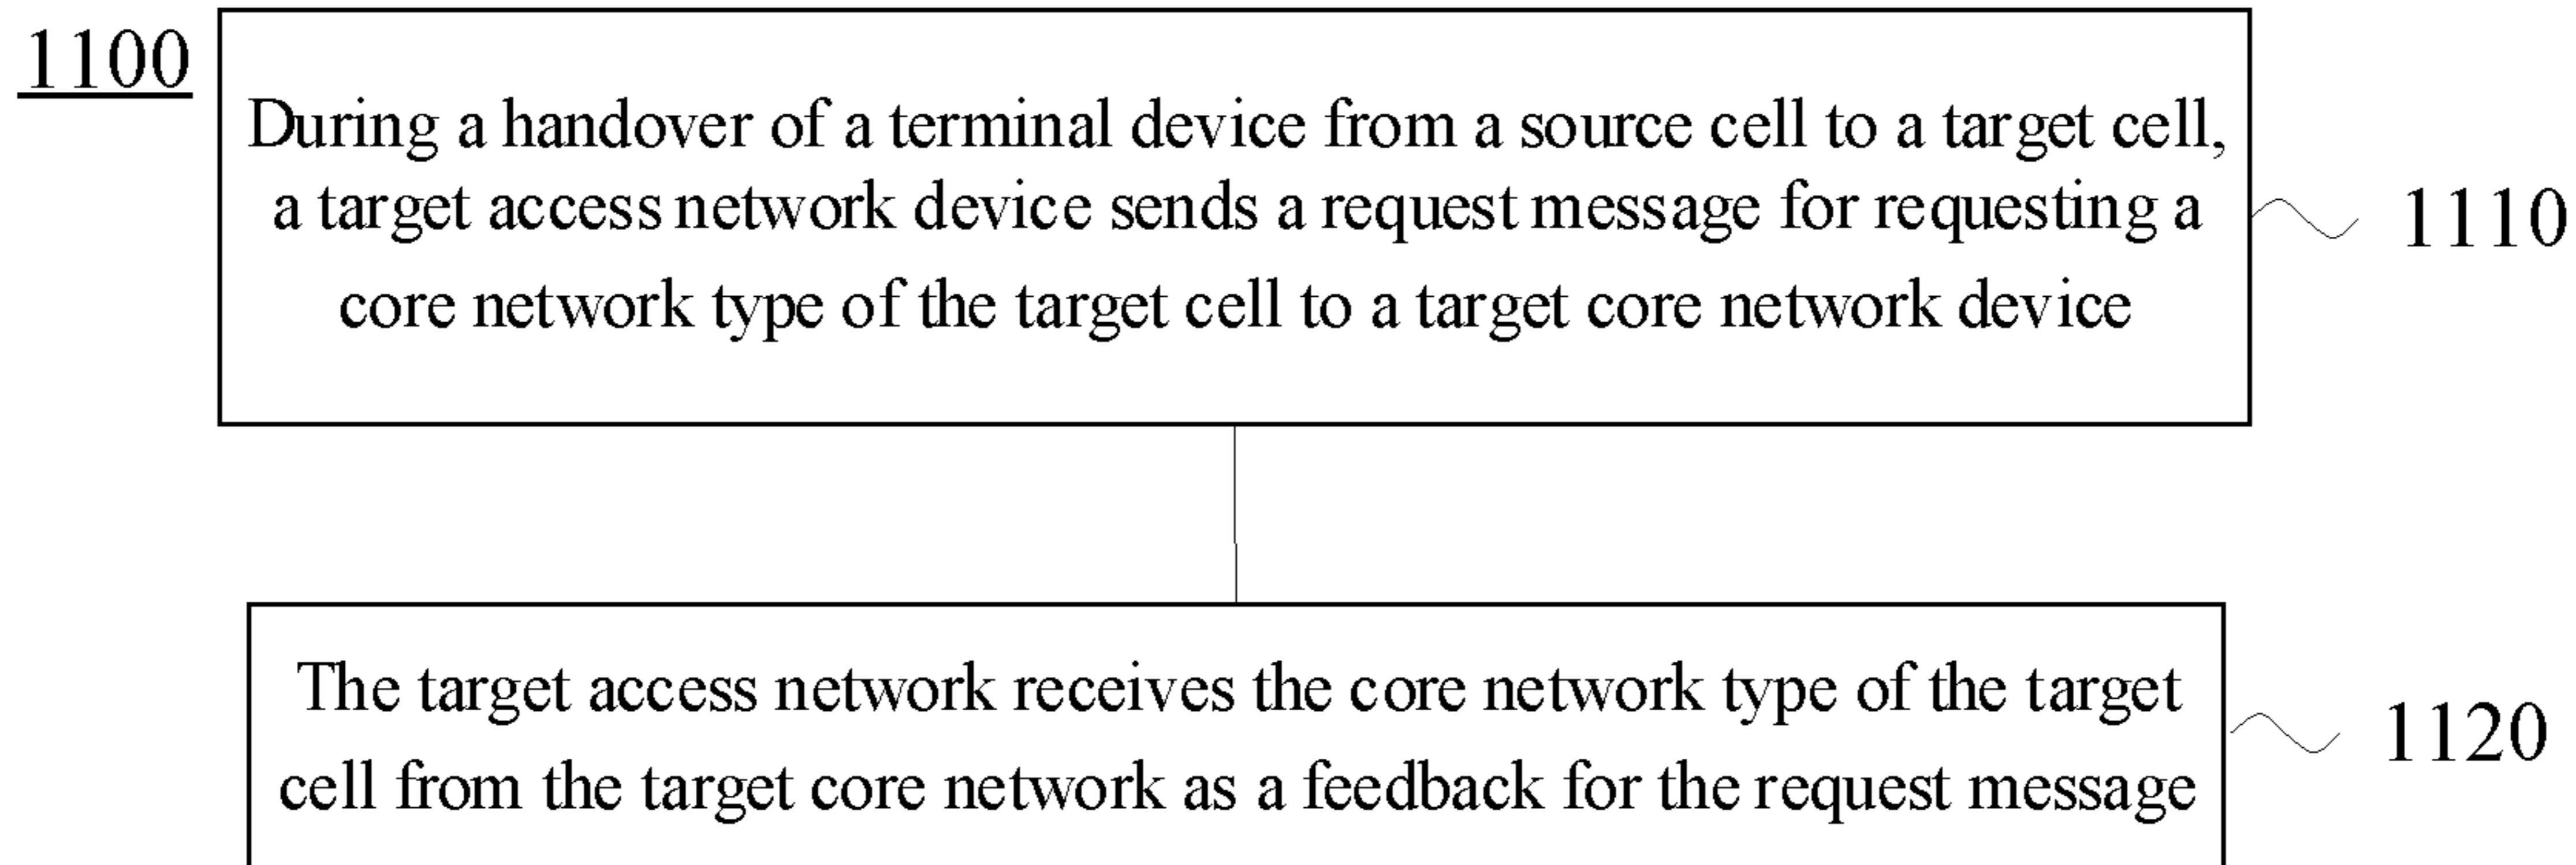 1100
During a handover of a terminal device from a source cell to a target cell,
a target access network device sends a request message for requesting a
core network type of the target cell to a target core network device
1110
The target access network receives the core network type of the target
cell from the target core network as a feedback for the request message
1120